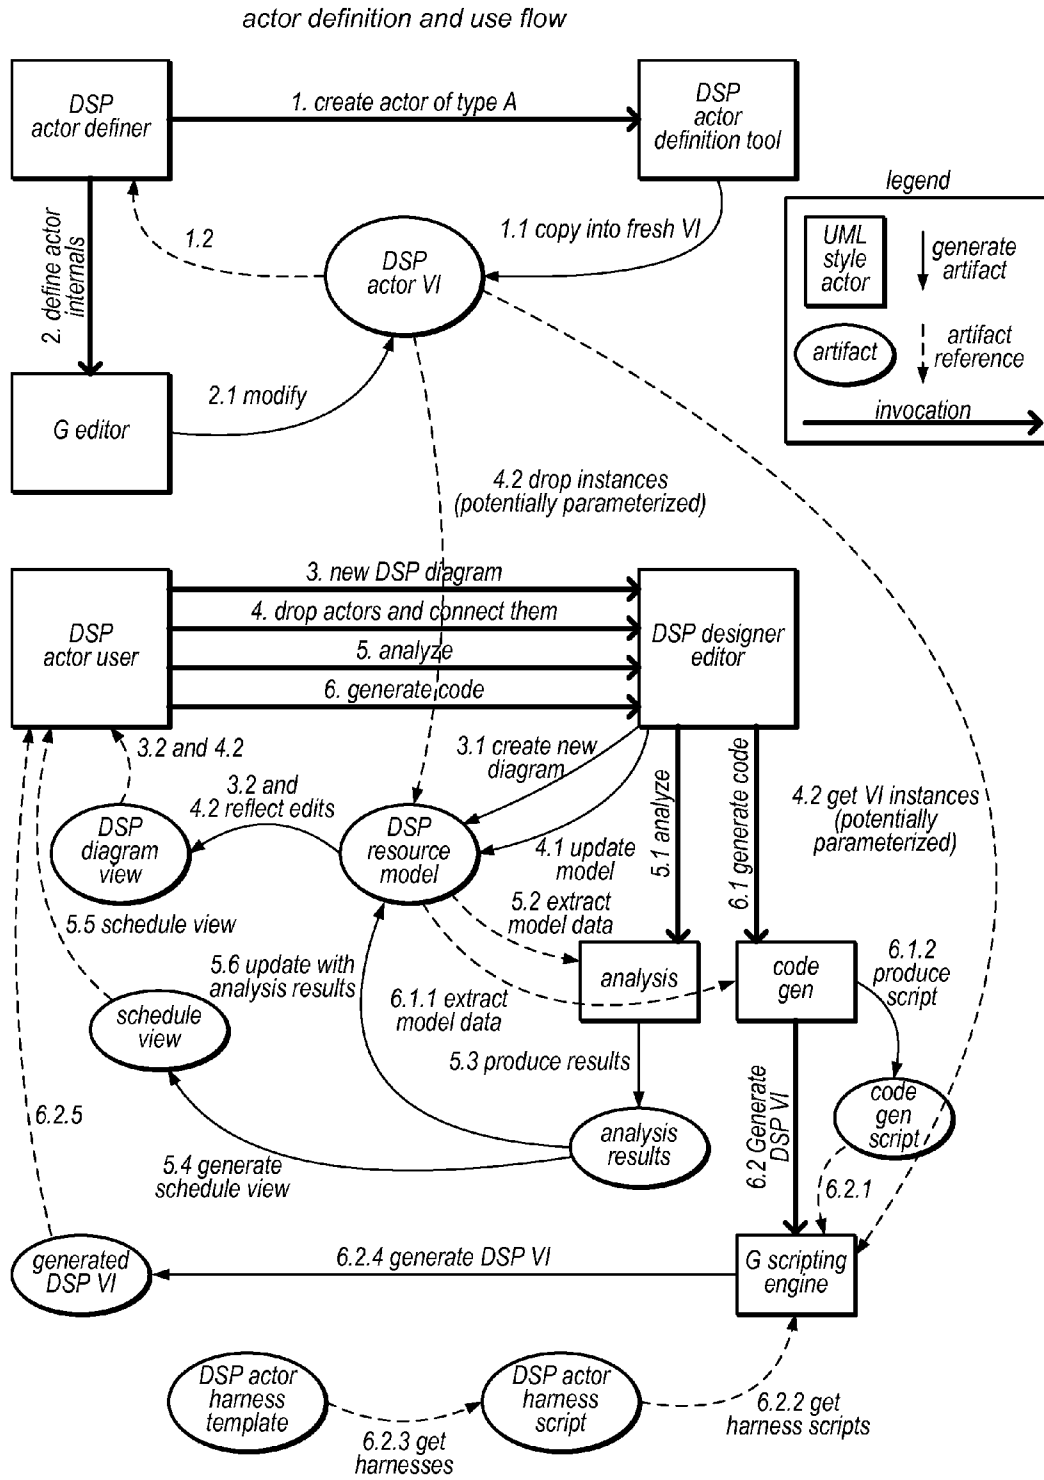 actor definition and use flow
DSP
actor definer
1. create actor of type A
DSP
actor
definition tool
legend
UML
style
actor
generate
artifact
artifact
artifact
reference
invocation
1.2
DSP
actor VI
1.1 copy into fresh VI
2. define actor
internals
G editor
2.1 modify
4.2 drop instances
(potentially parameterized)
DSP
actor user
3. new DSP diagram
4. drop actors and connect them
5. analyze
6. generate code
DSP designer
editor
3.2 and 4.2
3.1 create new
diagram
5.1 analyze
6.1 generate code
4.2 get VI instances
(potentially
parameterized)
3.2 and
4.2 reflect edits
DSP
diagram
view
DSP
resource
model
4.1 update
model
5.2 extract
model data
5.5 schedule view
5.6 update with
analysis results
6.1.1 extract
model data
analysis
code
gen
6.1.2
produce
script
schedule
view
5.3 produce results
code
gen
script
6.2.5
5.4 generate
schedule view
analysis
results
6.2 Generate
DSP VI
6.2.1
generated
DSP VI
6.2.4 generate DSP VI
G scripting
engine
DSP actor
harness
template
6.2.3 get
harnesses
DSP actor
harness
script
6.2.2 get
harness scripts